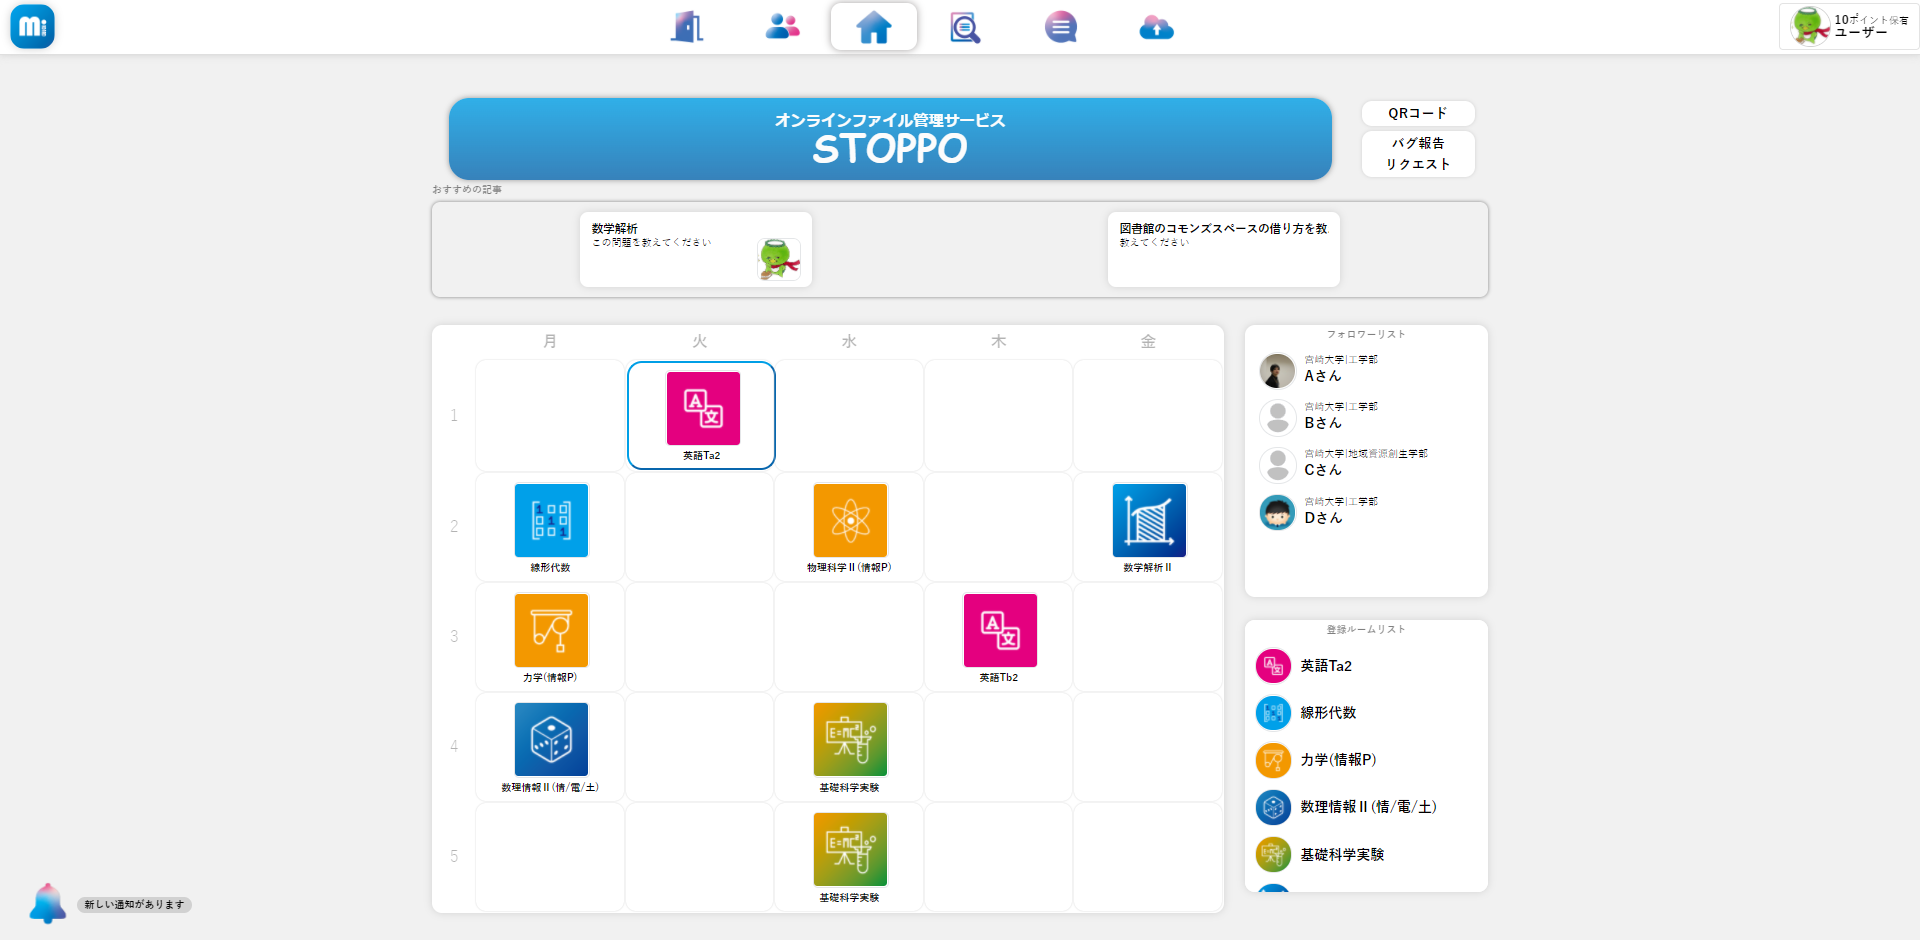 mi
10ポイント保有
ユーザー
オンラインファイル管理サービス
STOPPO
QRコード
バグ報告
リクエスト
おすすめの記事
数学解析
この問題を教えてください
図書館のコモンズスペースの借り方を教
教えてください
月 火 水 木 金
1
A
文
英語Ta2
2
線形代数
物理科学Ⅱ(情報P)
数学解析Ⅱ
3
力学(情報P)
A
文
英語Tb2
4
数理情報Ⅱ(情/電/土)
E=MC²
基礎科学実験
5
E=MC²
基礎科学実験
フォロワーリスト
宮崎大学|工学部
Aさん
宮崎大学|工学部
Bさん
宮崎大学|地域資源創生学部
Cさん
宮崎大学|工学部
Dさん
登録ルームリスト
英語Ta2
線形代数
力学(情報P)
数理情報Ⅱ(情/電/土)
基礎科学実験
新しい通知があります